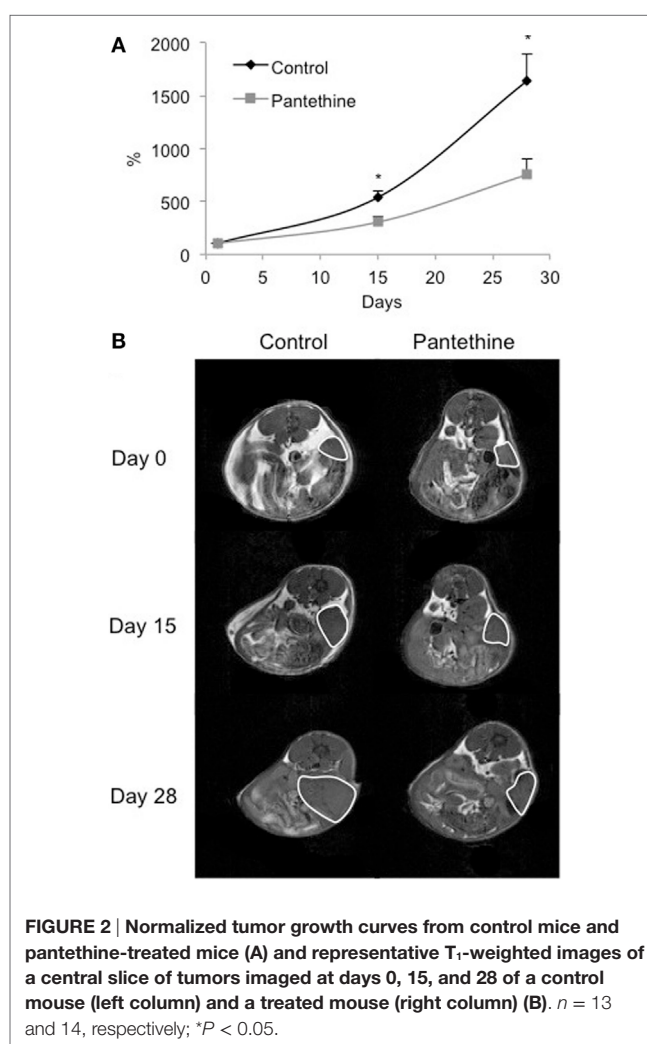 A
2000
1500
1000
500
0
%
*
*
Control
Pantethine
0 5 10 15 20 25 30
Days
B
Control Pantethine
Day 0
Day 15
Day 28
FIGURE 2 | Normalized tumor growth curves from control mice and
pantethine-treated mice (A) and representative T₁-weighted images of
a central slice of tumors imaged at days 0, 15, and 28 of a control
mouse (left column) and a treated mouse (right column) (B). n = 13
and 14, respectively; *P < 0.05.